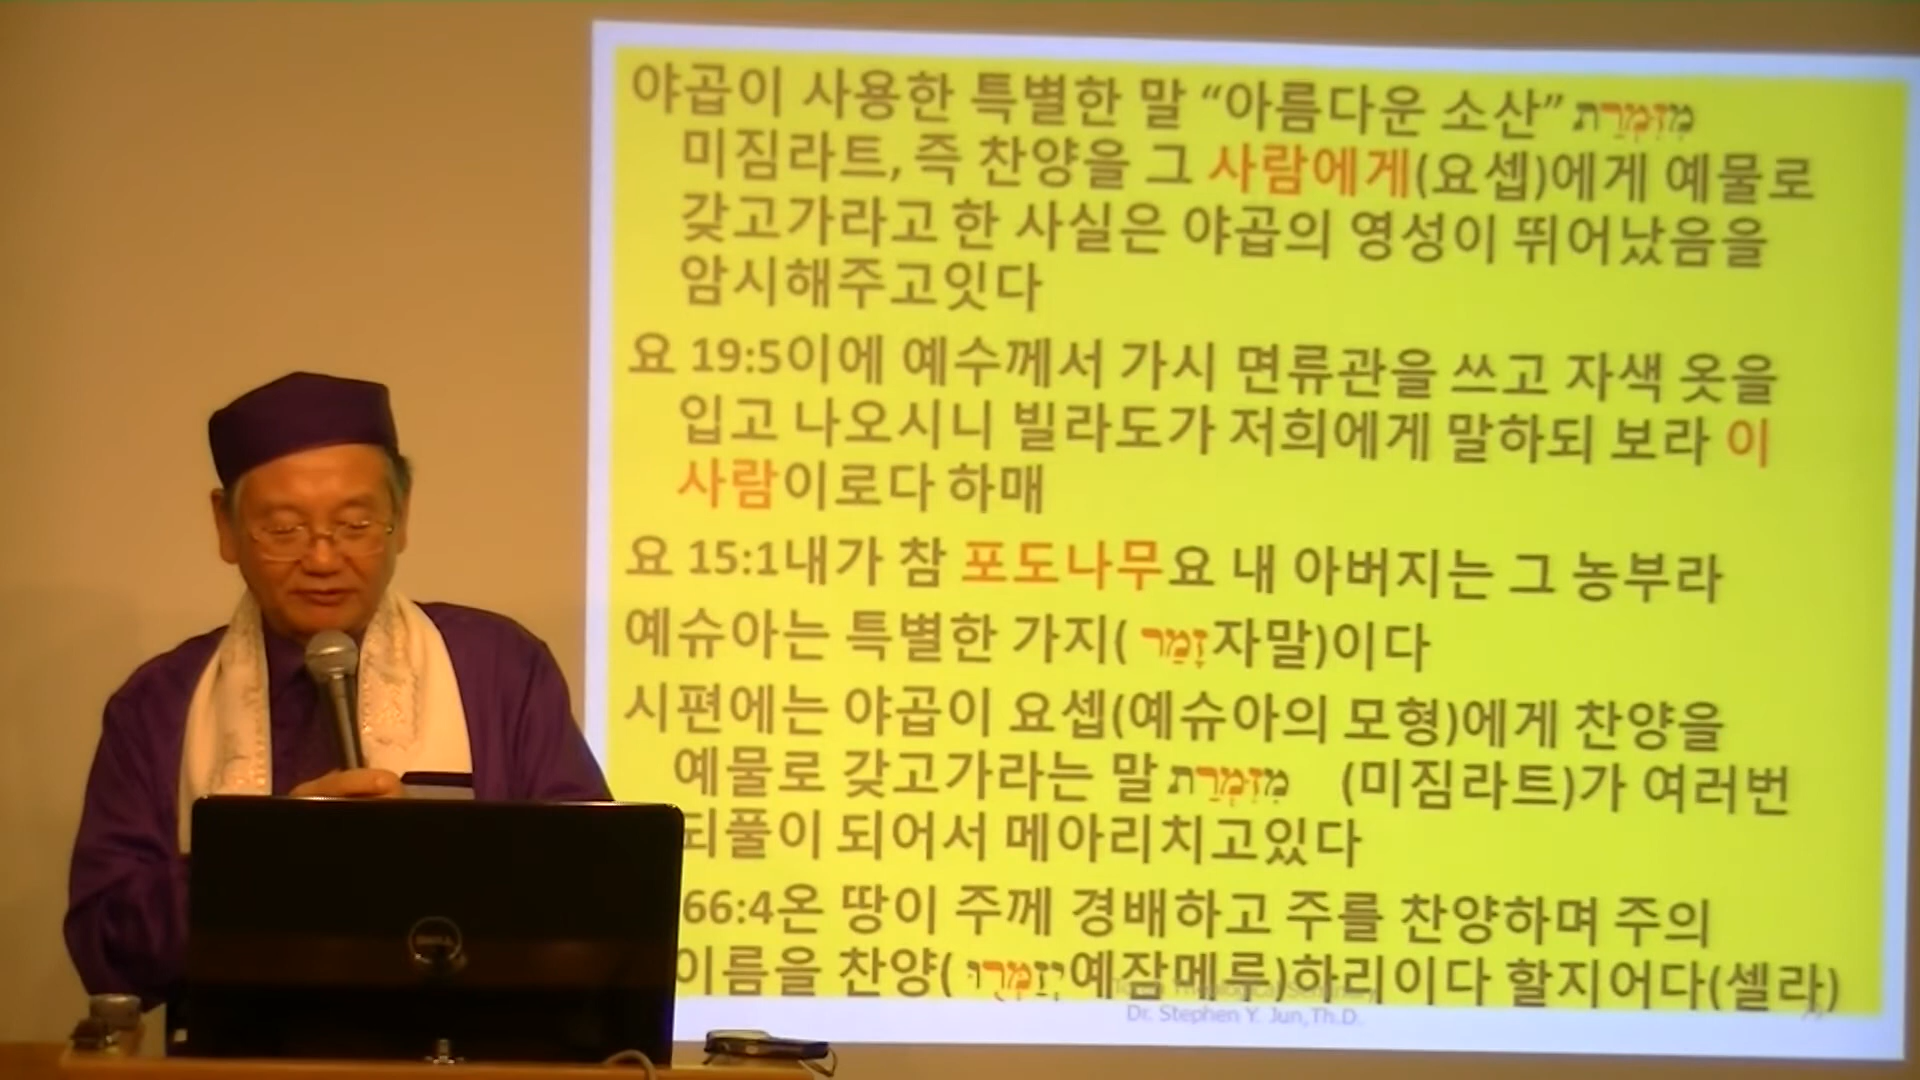 야곱이 사용한 특별한 말 “아름다운 소산” מִזִּמְרַת
미짐라트, 즉 찬양을 그 사람에게(요셉)에게 예물로
갖고가라고 한 사실은 야곱의 영성이 뛰어났음을
암시해주고잇다
요 19:5이에 예수께서 가시 면류관을 쓰고 자색 옷을
입고 나오시니 빌라도가 저희에게 말하되 보라 이
사람이로다 하매
요 15:1내가 참 포도나무요 내 아버지는 그 농부라
예슈아는 특별한 가지( זָמַר자말)이다
시편에는 야곱이 요셉(예슈아의 모형)에게 찬양을
예물로 갖고가라는 말 מִזִּמְרַת (미짐라트)가 여러번
되풀이 되어서 메아리치고있다
66:4온 땅이 주께 경배하고 주를 찬양하며 주의
이름을 찬양( יְזַמְּרוּ예잠메루)하리이다 할지어다(셀라)
Theological Seminary
Dr. Stephen Y. Jun,Th.D.
DELL